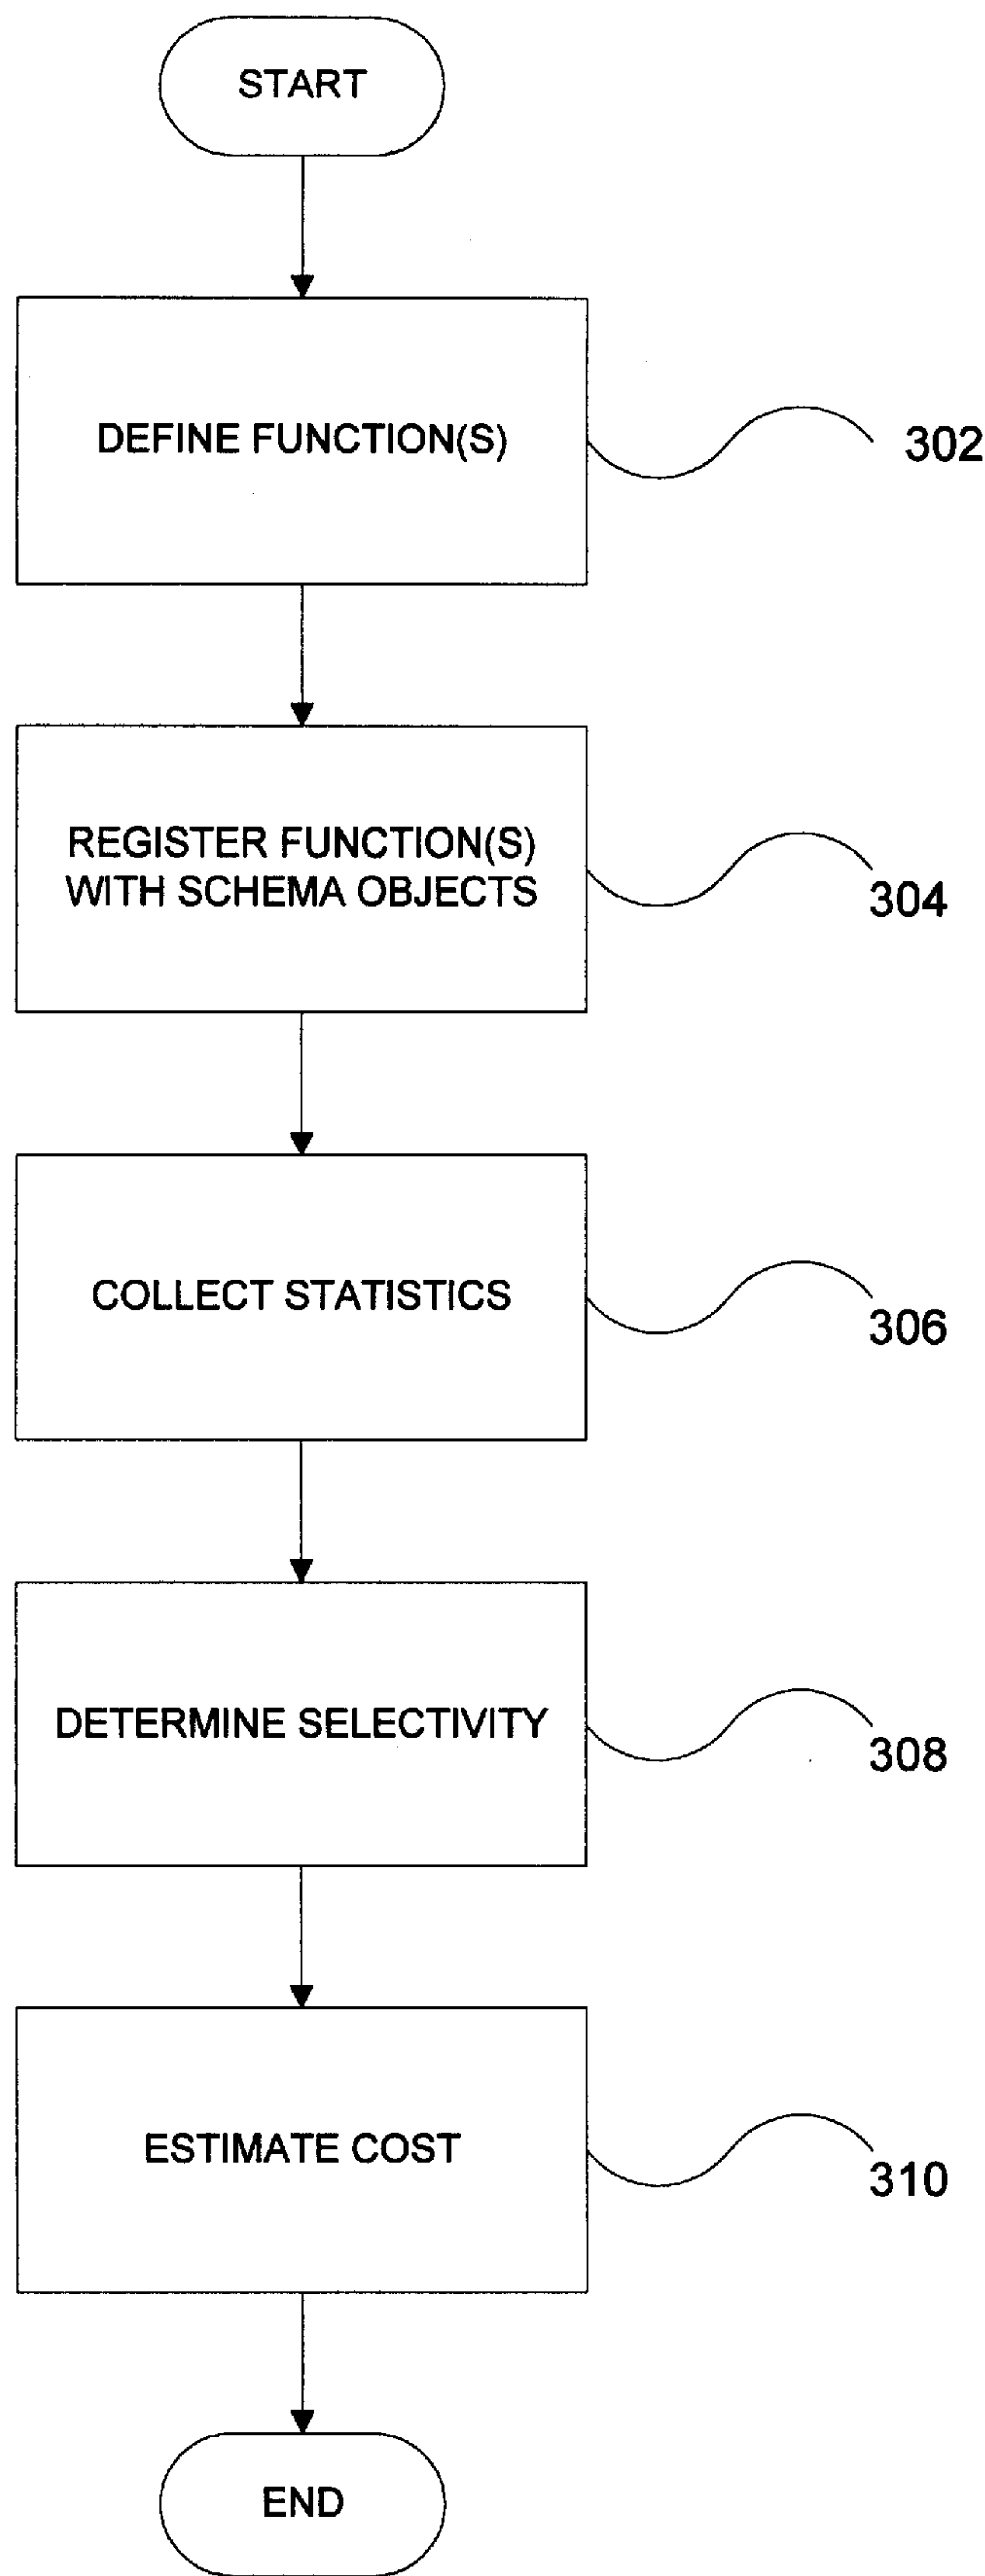 START
DEFINE FUNCTION(S)
302
REGISTER FUNCTION(S)
WITH SCHEMA OBJECTS
304
COLLECT STATISTICS
306
DETERMINE SELECTIVITY
308
ESTIMATE COST
310
END